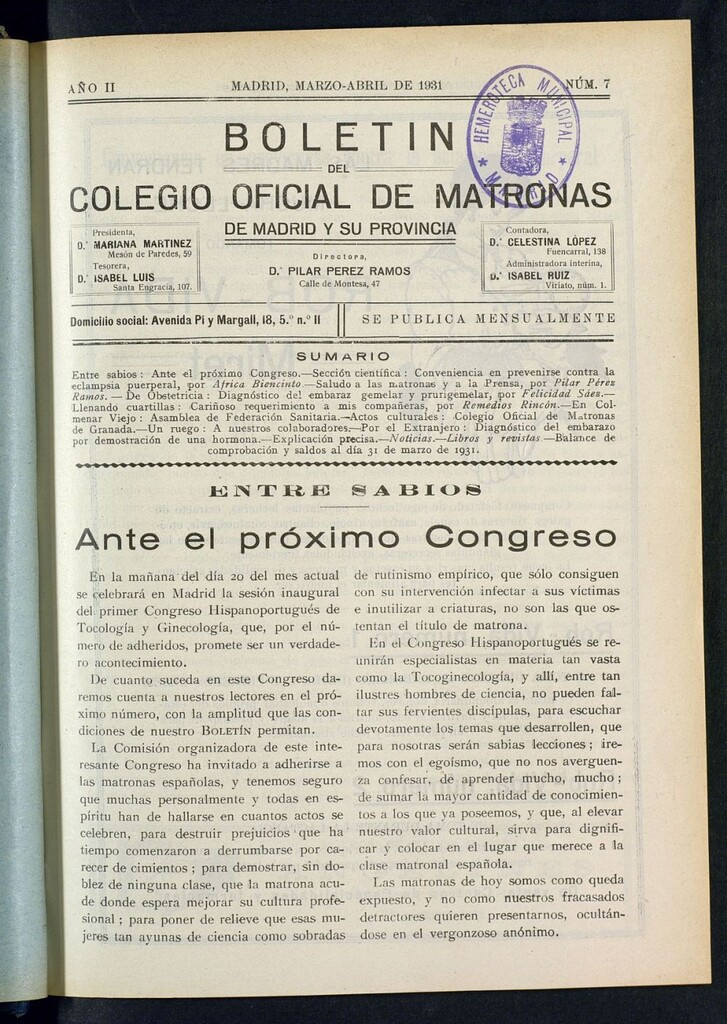 AÑO II
MADRID, MARZO-ABRIL DE 1931
NÚM. 7
HEMEROTECA MUNICIPAL
MADRID
BOLETIN
DEL
COLEGIO OFICIAL DE MATRONAS
DE MADRID Y SU PROVINCIA
Presidenta,
D.ª MARIANA MARTINEZ
Mesón de Paredes, 59
Tesorera,
D.ª ISABEL LUIS
Santa Engracia, 107.
Directora,
D.ª PILAR PEREZ RAMOS
Calle de Montesa, 47
Contadora,
D.ª CELESTINA LÓPEZ
Fuencarral, 138
Administradora interina,
D.ª ISABEL RUIZ
Viriato, núm. 1.
Domicilio social: Avenida Pi y Margall, 18, 5.º n.º 11
SE PUBLICA MENSUALMENTE
SUMARIO
Entre sabios: Ante el próximo Congreso.—Sección científica: Conveniencia en prevenirse contra la
eclampsia puerperal, por Africa Biencinto.—Saludo a las matronas y a la Prensa, por Pilar Pérez
Ramos.—De Obstetricia: Diagnóstico del embaraz gemelar y prurigemelar, por Felicidad Sáez.—
Llenando cuartillas: Cariñoso requerimiento a mis compañeras, por Remedios Rincón.—En Col-
menar Viejo: Asamblea de Federación Sanitaria.—Actos culturales: Colegio Oficial de Matronas
de Granada.—Un ruego: A nuestros colaboradores.—Por el Extranjero: Diagnóstico del embarazo
por demostración de una hormona.—Explicación precisa.—Noticias.—Libros y revistas.—Balance de
comprobación y saldos al día 31 de marzo de 1931.
ENTRE SABIOS
Ante el próximo Congreso
En la mañana del día 20 del mes actual
se celebrará en Madrid la sesión inaugural
del primer Congreso Hispanoportugués de
Tocología y Ginecología, que, por el nú-
mero de adheridos, promete ser un verdade-
ro acontecimiento.
De cuanto suceda en este Congreso da-
remos cuenta a nuestros lectores en el pró-
ximo número, con la amplitud que las con-
diciones de nuestro BOLETÍN permitan.
La Comisión organizadora de este inte-
resante Congreso ha invitado a adherirse a
las matronas españolas, y tenemos seguro
que muchas personalmente y todas en es-
píritu han de hallarse en cuantos actos se
celebren, para destruir prejuicios que ha
tiempo comenzaron a derrumbarse por ca-
recer de cimientos; para demostrar, sin do-
blez de ninguna clase, que la matrona acu-
de donde espera mejorar su cultura profe-
sional; para poner de relieve que esas mu-
jeres tan ayunas de ciencia como sobradas
de rutinismo empírico, que sólo consiguen
con su intervención infectar a sus víctimas
e inutilizar a criaturas, no son las que os-
tentan el título de matrona.
En el Congreso Hispanoportugués se re-
unirán especialistas en materia tan vasta
como la Tocoginecología, y allí, entre tan
ilustres hombres de ciencia, no pueden fal-
tar sus fervientes discípulas, para escuchar
devotamente los temas que desarrollen, que
para nosotras serán sabias lecciones; ire-
mos con el egoísmo, que no nos avergüen-
za confesar, de aprender mucho, mucho;
de sumar la mayor cantidad de conocimien-
tos a los que ya poseemos, y que, al elevar
nuestro valor cultural, sirva para dignifi-
car y colocar en el lugar que merece a la
clase matronal española.
Las matronas de hoy somos como queda
expuesto, y no como nuestros fracasados
detractores quieren presentarnos, ocultán-
dose en el vergonzoso anónimo.